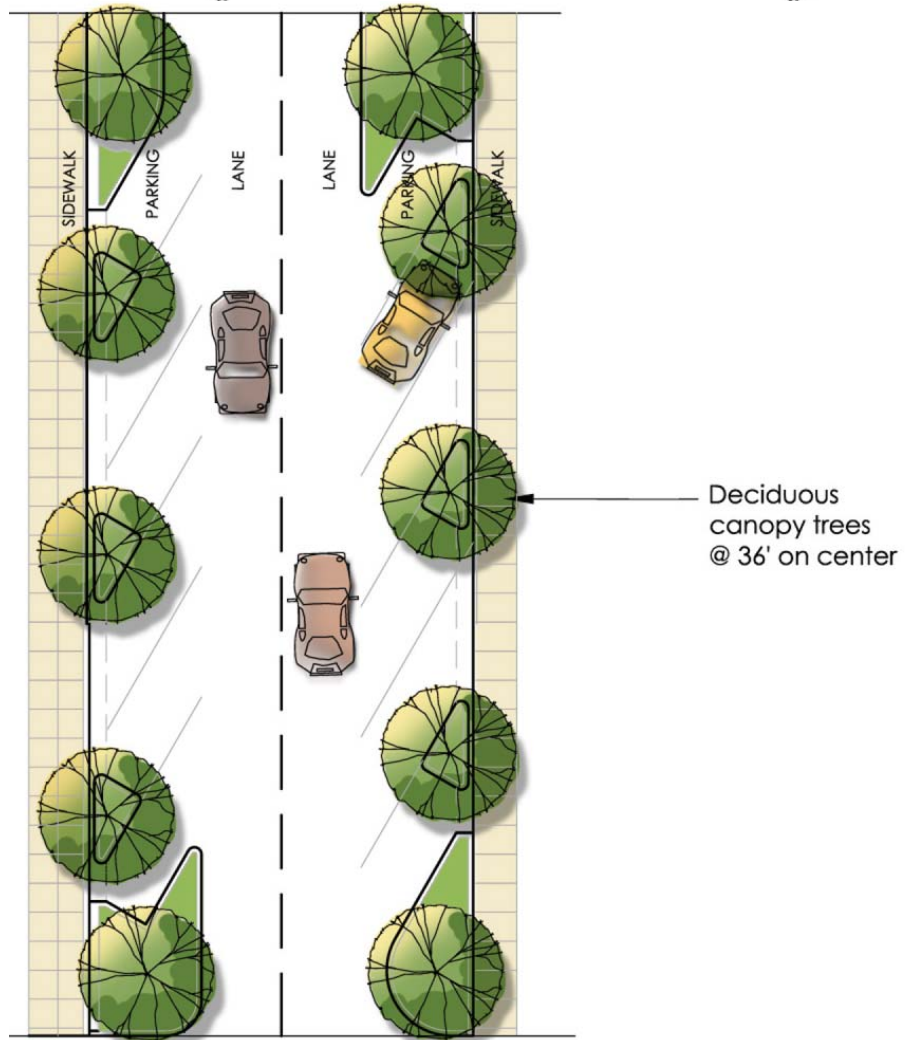 SIDEWALK
PARKING
LANE
LANE
PARKING
SIDEWALK
Deciduous
canopy trees
@ 36' on center